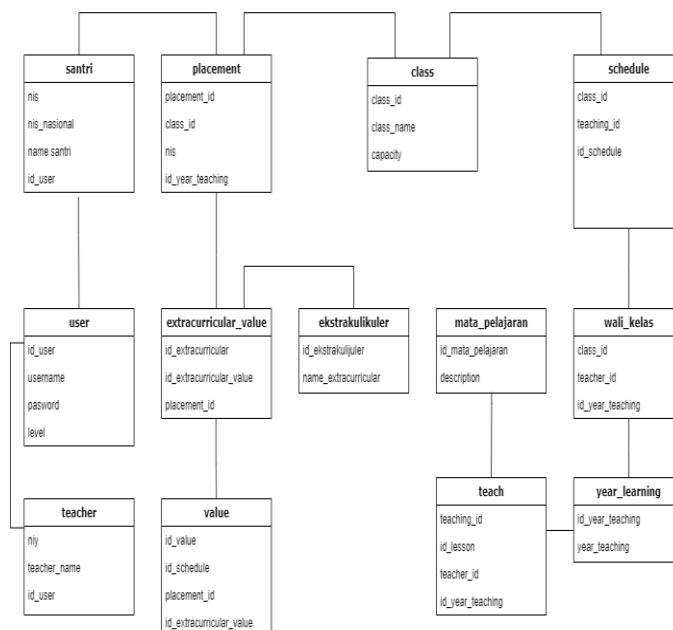 santri
nis
nis_nasional
name santri
id_user
placement
placement_id
class_id
nis
id_year_teaching
class
class_id
class_name
capacity
schedule
class_id
teaching_id
id_schedule
user
id_user
username
pasword
level
extracurricular_value
id_extracurricular
id_extracurricular_value
placement_id
ekstrakulikuler
id_ekstrakulijuler
name_extracurricular
mata_pelajaran
id_mata_pelajaran
description
wali_kelas
class_id
teacher_id
id_year_teaching
teacher
niy
teacher_name
id_user
value
id_value
id_schedule
placement_id
id_extracurricular_value
teach
teaching_id
id_lesson
teacher_id
id_year_teaching
year_learning
id_year_teaching
year_teaching